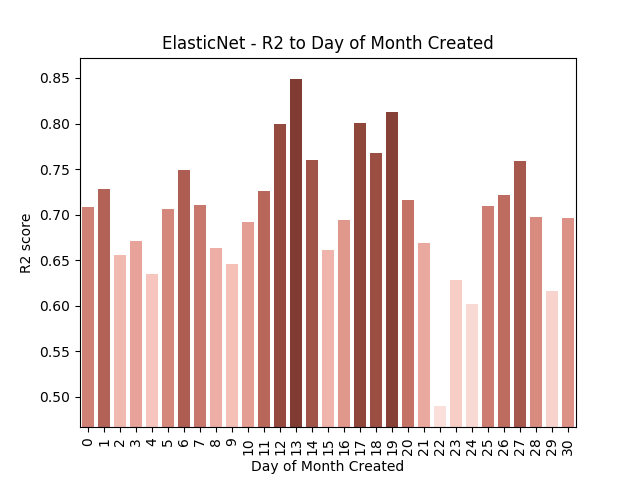 ElasticNet - R2 to Day of Month Created
R2 score
0.85
0.80
0.75
0.70
0.65
0.60
0.55
0.50
0 1 2 3 4 5 6 7 8 9 10 11 12 13 14 15 16 17 18 19 20 21 22 23 24 25 26 27 28 29 30
Day of Month Created